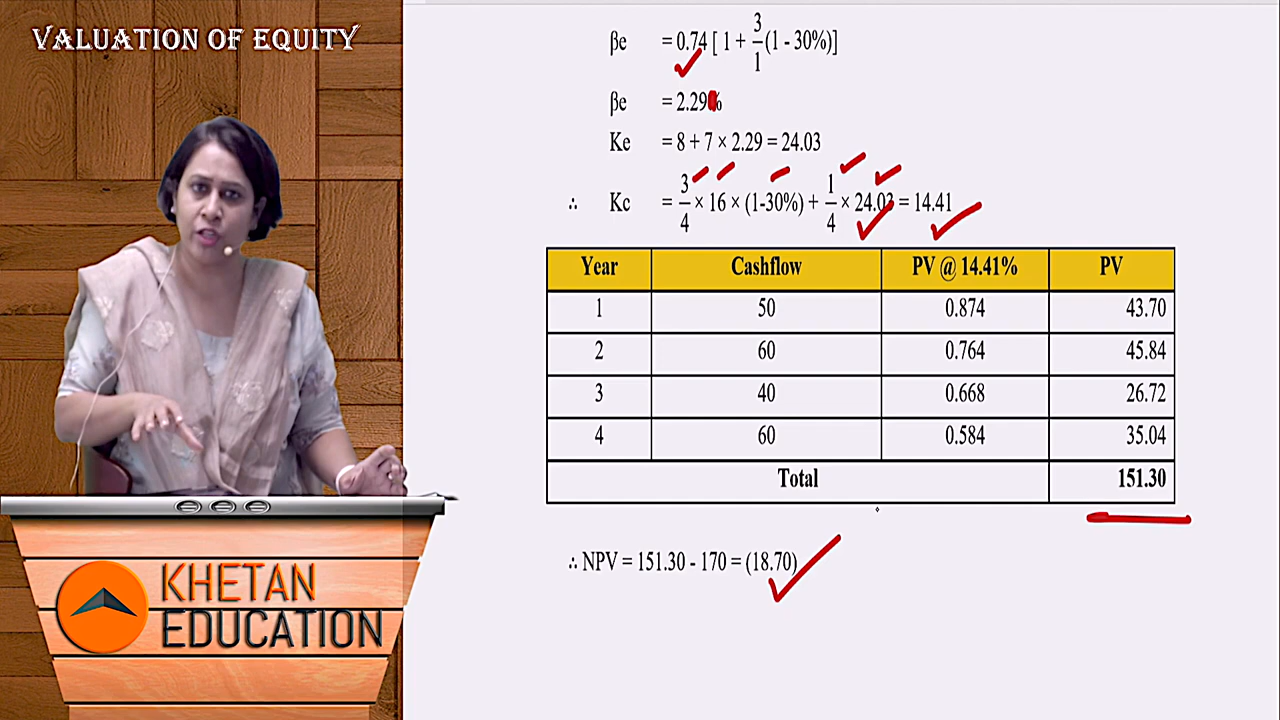 VALUATION OF EQUITY
βe = 0.74 [ 1 + 3/1 (1 - 30%)]
βe = 2.29%
Ke = 8 + 7 × 2.29 = 24.03
∴ Kc = 3/4 × 16 × (1-30%) + 1/4 × 24.03 = 14.41
Year Cashflow PV @ 14.41% PV
1 50 0.874 43.70
2 60 0.764 45.84
3 40 0.668 26.72
4 60 0.584 35.04
Total 151.30
∴ NPV = 151.30 - 170 = (18.70)
KHETAN
EDUCATION